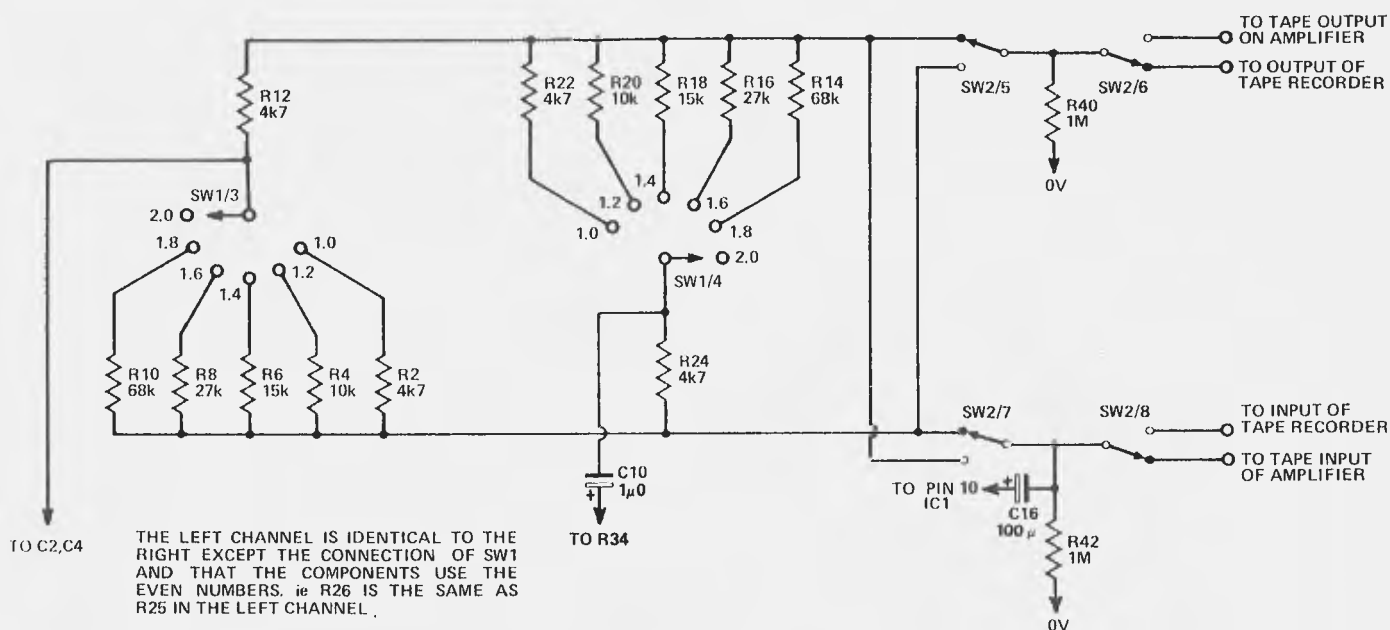 TO TAPE OUTPUT
ON AMPLIFIER
TO OUTPUT OF
TAPE RECORDER
SW2/5
SW2/6
R40
1M
0V
R12
4k7
R22
4k7
R20
10k
R18
15k
R16
27k
R14
68k
SW1/3
2.0
1.8
1.6
1.4
1.2
1.0
1.0
1.2
1.4
1.6
1.8
2.0
SW1/4
R10
68k
R8
27k
R6
15k
R4
10k
R2
4k7
R24
4k7
SW2/7
SW2/8
TO INPUT OF
TAPE RECORDER
TO TAPE INPUT
OF AMPLIFIER
C10
1μ0
+
TO R34
TO PIN 10
IC1
+
C16
100μ
R42
1M
0V
TO C2,C4
THE LEFT CHANNEL IS IDENTICAL TO THE
RIGHT EXCEPT THE CONNECTION OF SW1
AND THAT THE COMPONENTS USE THE
EVEN NUMBERS. ie R26 IS THE SAME AS
R25 IN THE LEFT CHANNEL.